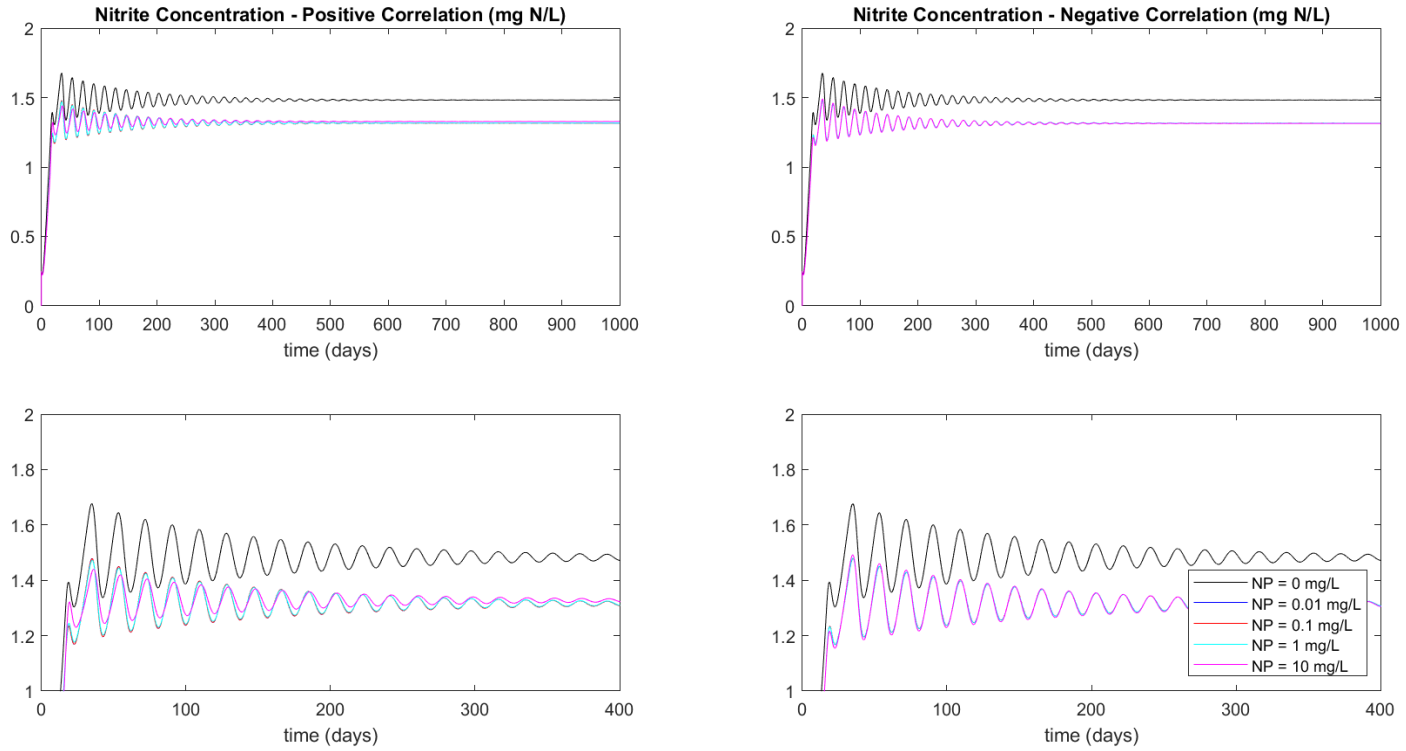 Nitrite Concentration - Positive Correlation (mg N/L)
2
1.5
1
0.5
0
0 100 200 300 400 500 600 700 800 900 1000
time (days)
Nitrite Concentration - Negative Correlation (mg N/L)
2
1.5
1
0.5
0
0 100 200 300 400 500 600 700 800 900 1000
time (days)
2
1.8
1.6
1.4
1.2
1
0 100 200 300 400
time (days)
2
1.8
1.6
1.4
1.2
1
0 100 200 300 400
time (days)
NP = 0 mg/L
NP = 0.01 mg/L
NP = 0.1 mg/L
NP = 1 mg/L
NP = 10 mg/L